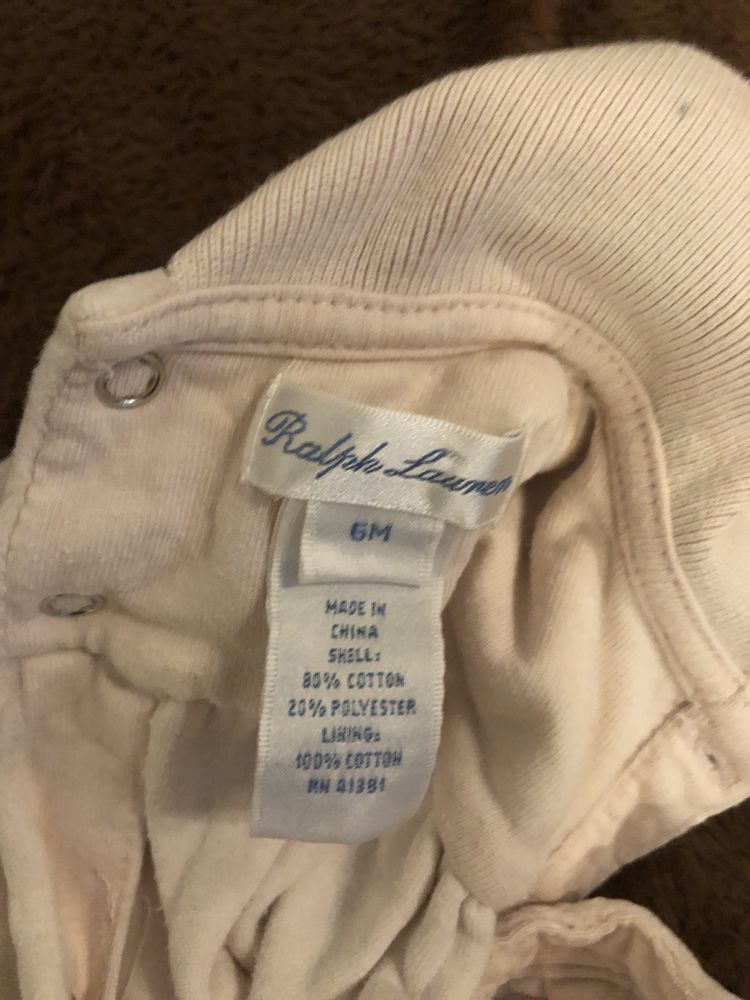 Ralph Lauren
6M
MADE IN
CHINA
SHELL:
80% COTTON
20% POLYESTER
LINING:
100% COTTON
RN 41381